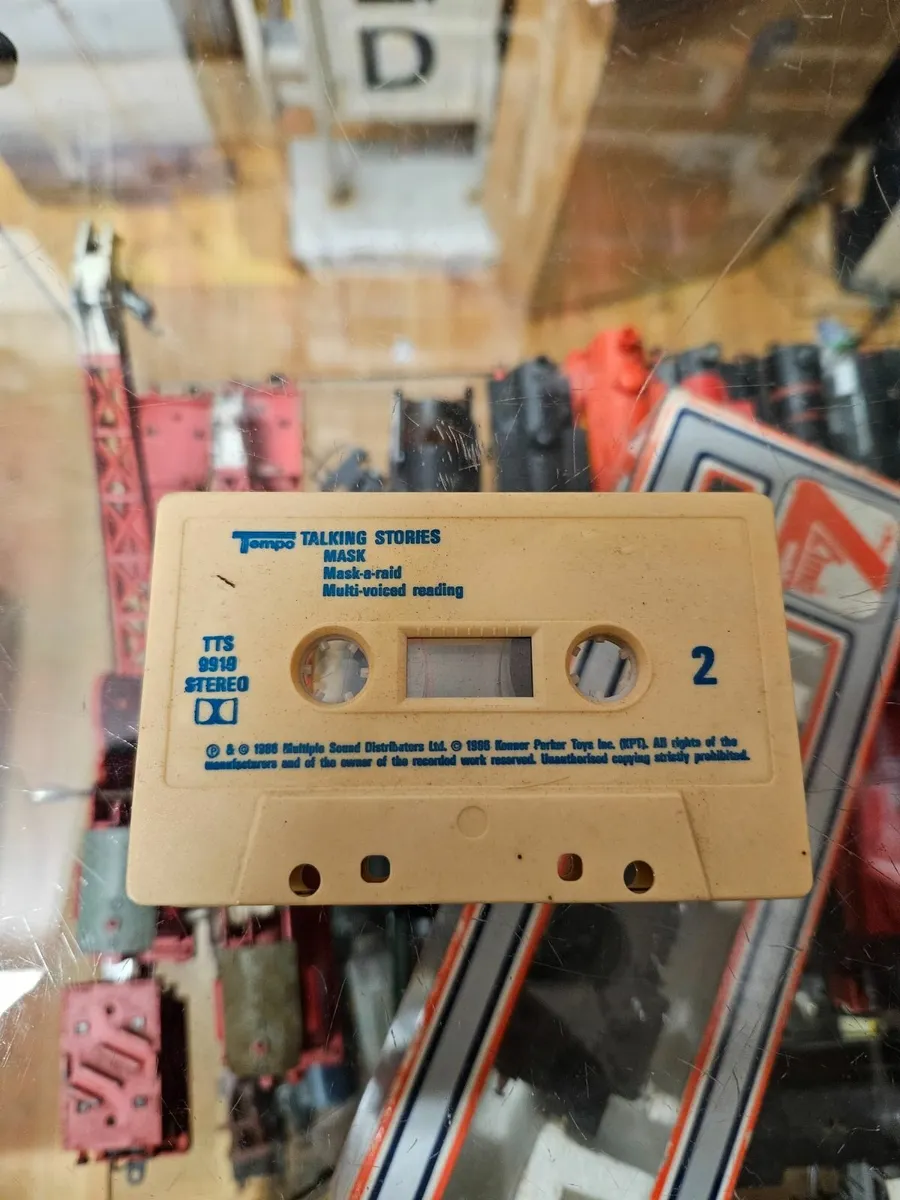 D
Tempo TALKING STORIES
MASK
Mask-a-raid
Multi-voiced reading
TTS
9919
STEREO
2
Ⓟ & © 1986 Multiple Sound Distributors Ltd. © 1986 Kenner Parker Toys Inc. (KPT). All rights of the
manufacturers and of the owner of the recorded work reserved. Unauthorised copying strictly prohibited.